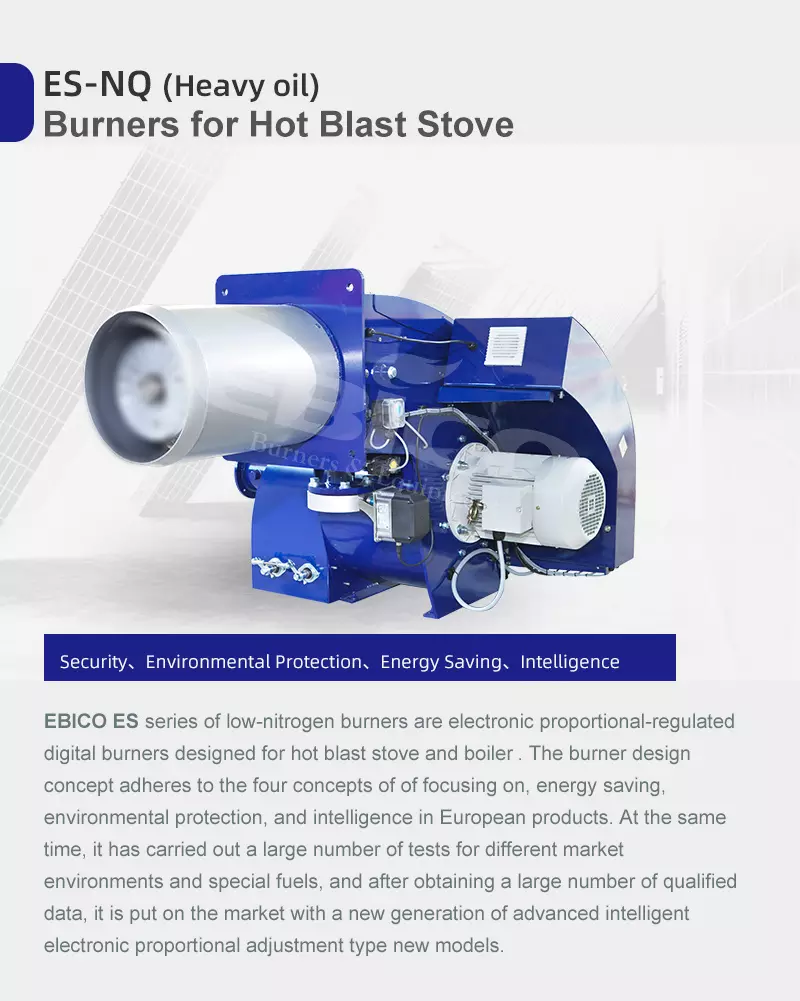 ES-NQ (Heavy oil)
Burners for Hot Blast Stove
EBICO
Burners & Equip
Security、Environmental Protection、Energy Saving、Intelligence
EBICO ES series of low-nitrogen burners are electronic proportional-regulated
digital burners designed for hot blast stove and boiler . The burner design
concept adheres to the four concepts of of focusing on, energy saving,
environmental protection, and intelligence in European products. At the same
time, it has carried out a large number of tests for different market
environments and special fuels, and after obtaining a large number of qualified
data, it is put on the market with a new generation of advanced intelligent
electronic proportional adjustment type new models.